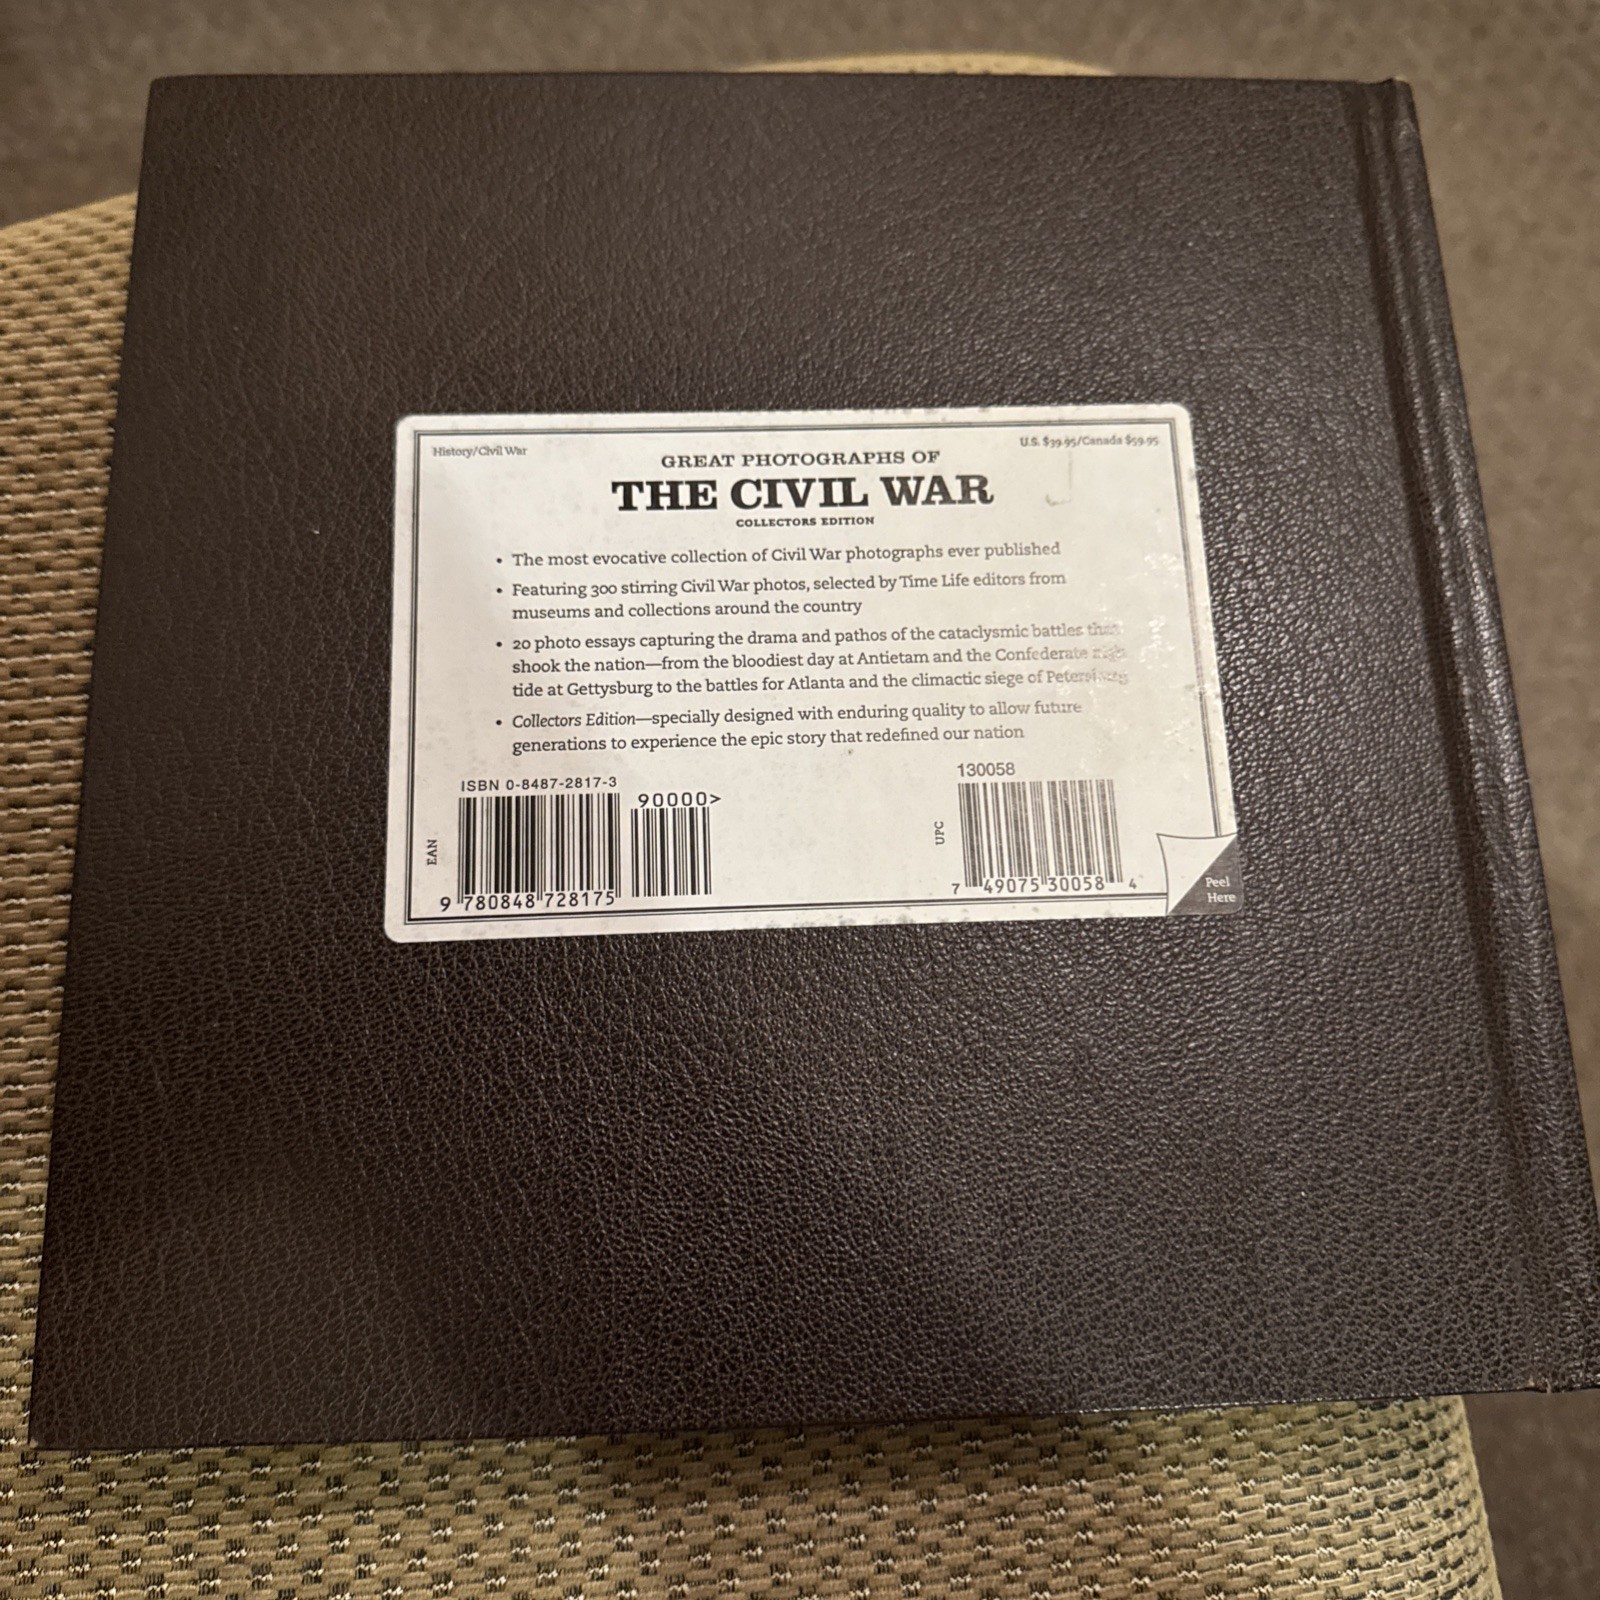 History/Civil War
U.S. $39.95/Canada $59.95
GREAT PHOTOGRAPHS OF
THE CIVIL WAR
COLLECTORS EDITION
• The most evocative collection of Civil War photographs ever published
• Featuring 300 stirring Civil War photos, selected by Time Life editors from
museums and collections around the country
• 20 photo essays capturing the drama and pathos of the cataclysmic battles that
shook the nation—from the bloodiest day at Antietam and the Confederate
tide at Gettysburg to the battles for Atlanta and the climactic siege of Petersburg
• Collectors Edition—specially designed with enduring quality to allow future
generations to experience the epic story that redefined our nation
ISBN 0-8487-2817-3
90000>
EAN
9 780848 728175
130058
UPC
7 49075 30058 4
Peel
Here